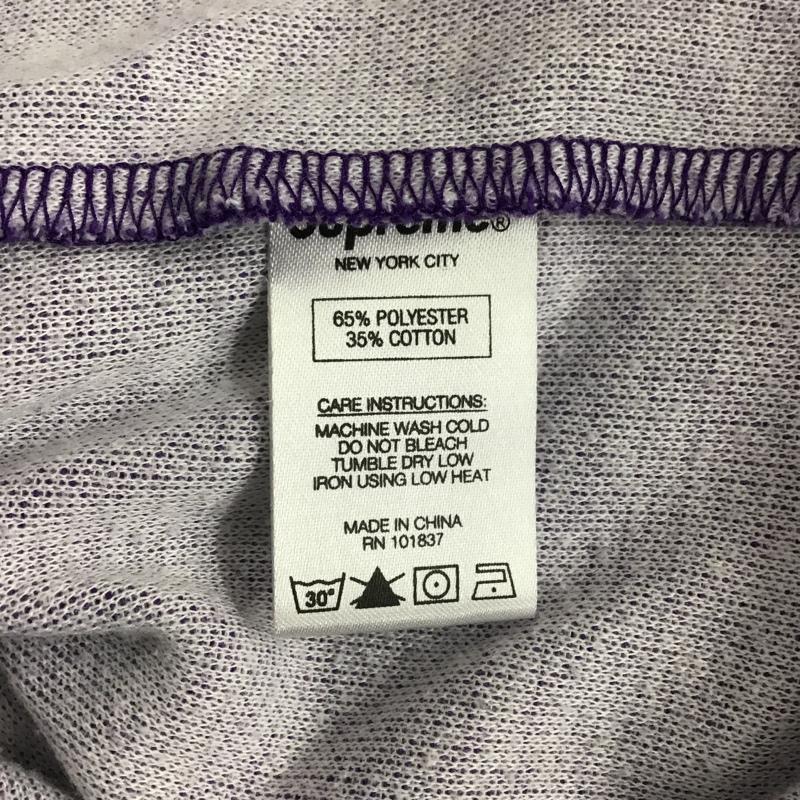 Supreme®
NEW YORK CITY
65% POLYESTER
35% COTTON
CARE INSTRUCTIONS:
MACHINE WASH COLD
DO NOT BLEACH
TUMBLE DRY LOW
IRON USING LOW HEAT
MADE IN CHINA
RN 101837
30°